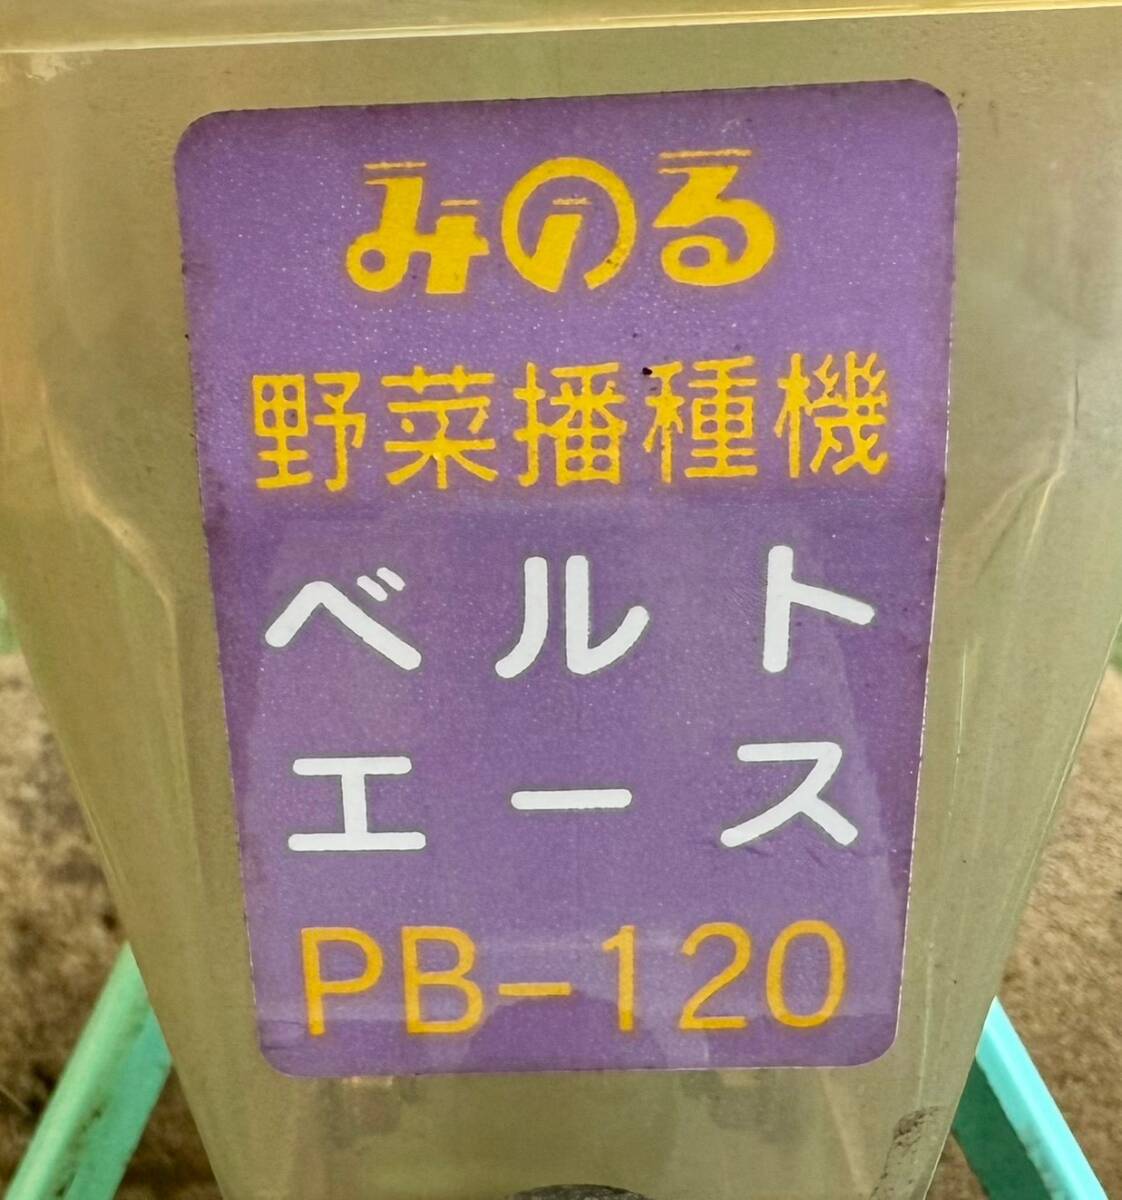 みのる
野菜播種機
ベルト
エース
PB-120